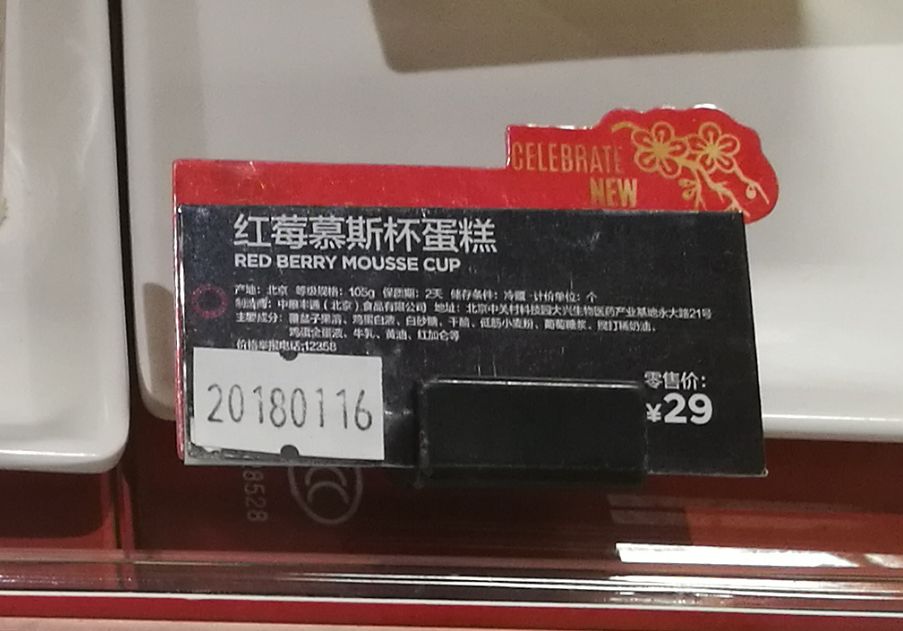 CELEBRATE
NEW
红莓慕斯杯蛋糕
RED BERRY MOUSSE CUP
产地：北京 等级规格：105g 保质期：2天 储存条件：冷藏 计价单位：个
制造商：中慧丰通（北京）食品有限公司 地址：北京中关村科技园大兴生物医药产业基地永大路21号
主要成分：覆盆子果溶、鸡蛋白液、白砂糖、干酪、低筋小麦粉、葡萄糖浆、搅打稀奶油、
鸡蛋全蛋液、牛乳、黄油、红加仑等
价格举报电话:12358
零售价：
¥29
20180116
8528